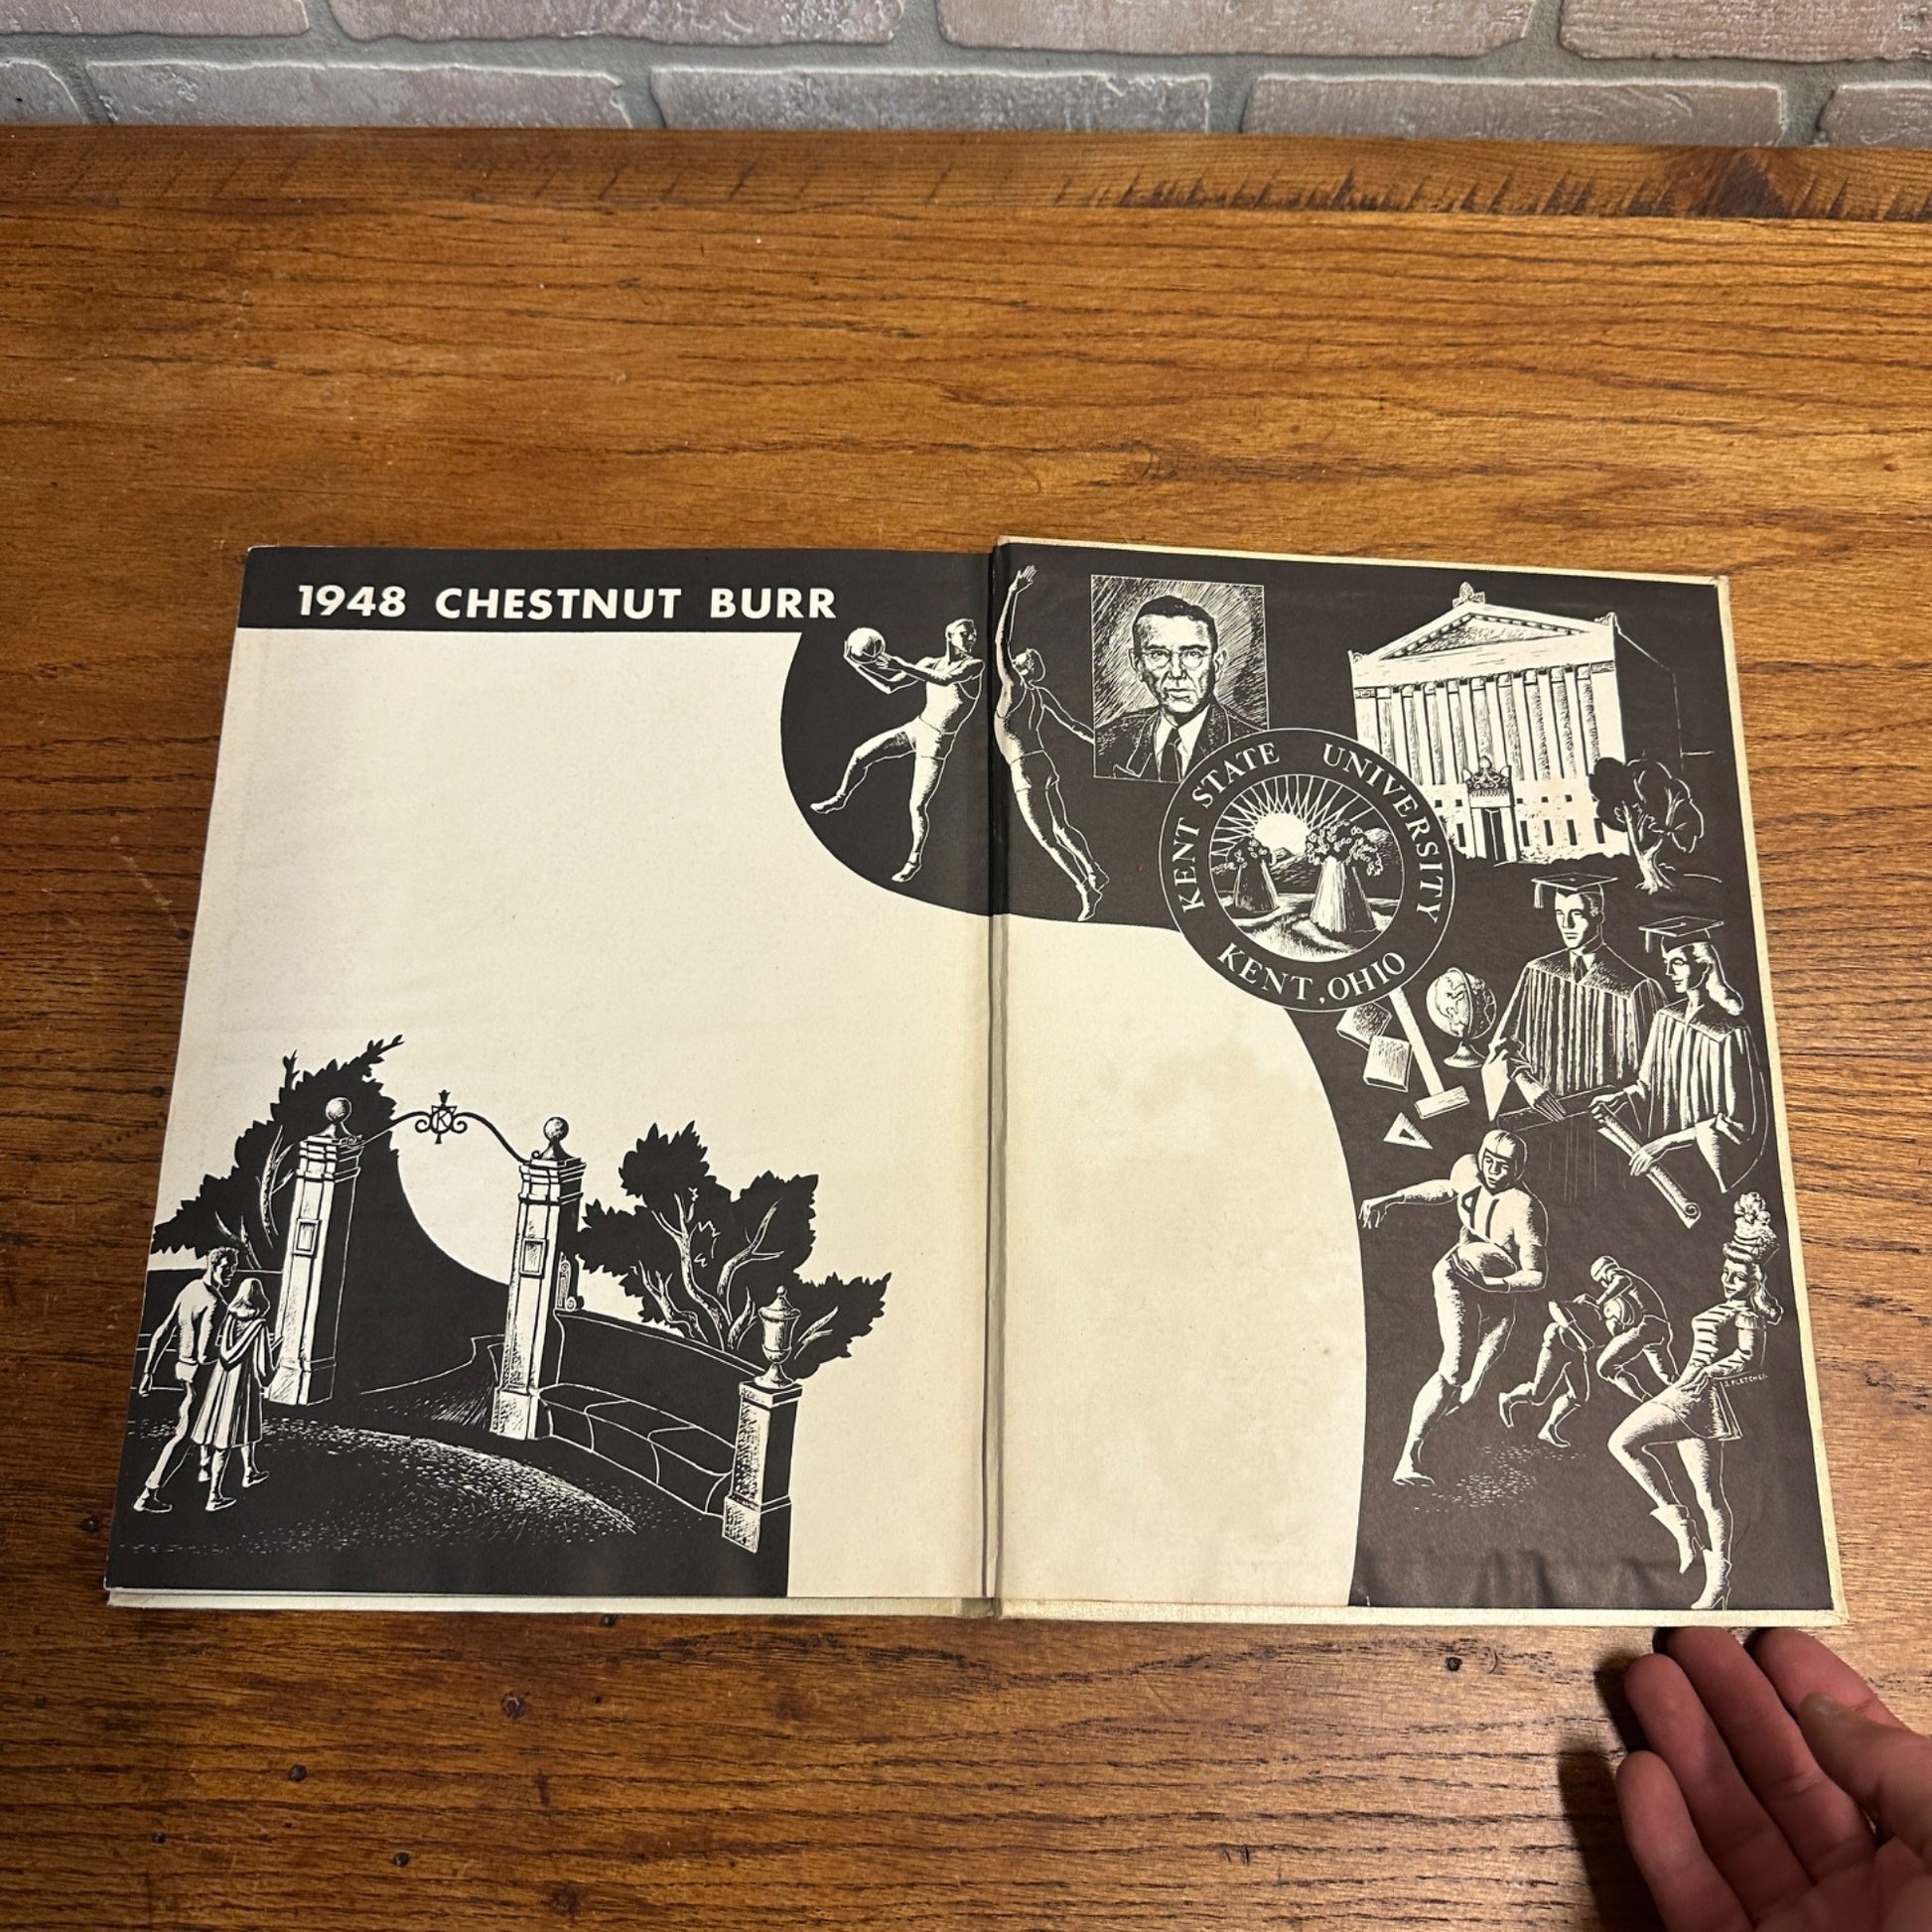 1948 CHESTNUT BURR
KENT STATE UNIVERSITY
KENT, OHIO
K